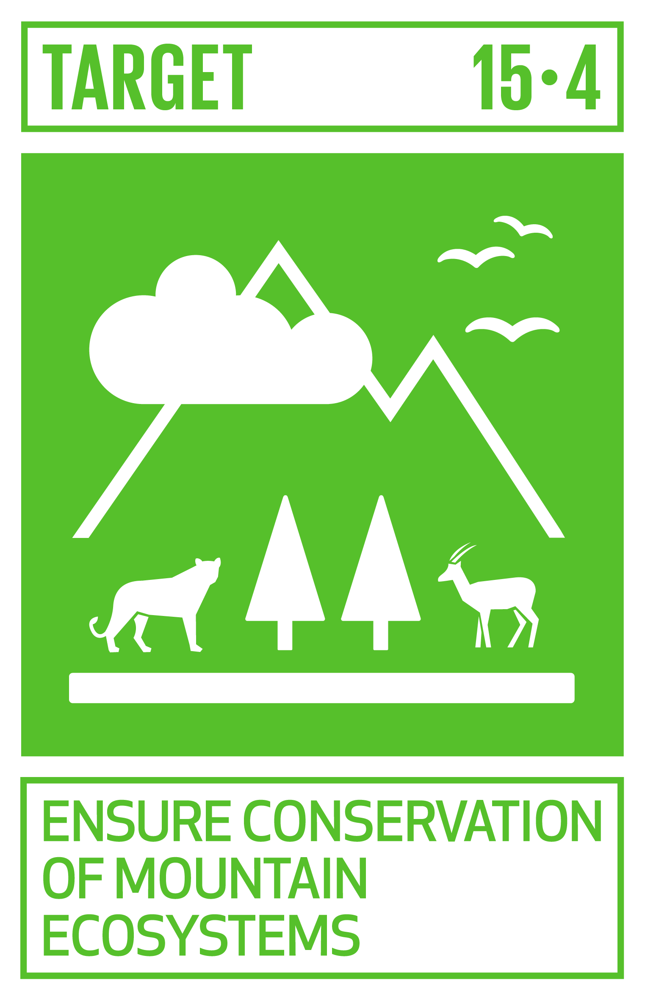 TARGET 15·4
ENSURE CONSERVATION
OF MOUNTAIN
ECOSYSTEMS